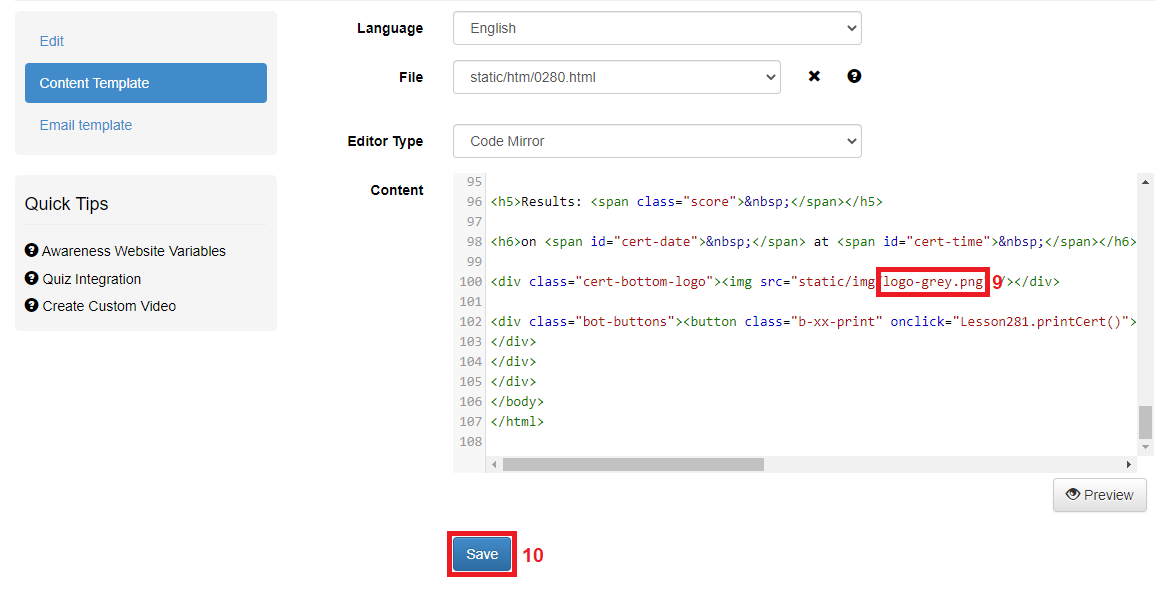 Edit
Content Template
Email template
Quick Tips
Awareness Website Variables
Quiz Integration
Create Custom Video
Language English
File static/htm/0280.html
Editor Type Code Mirror
Content
95
96 <h5>Results: <span class="score">&nbsp;</span></h5>
97
98 <h6>on <span id="cert-date">&nbsp;</span> at <span id="cert-time">&nbsp;</span></h6>
99
100 <div class="cert-bottom-logo"><img src="static/img logo-grey.png 9 /></div>
101
102 <div class="bot-buttons"><button class="b-xx-print" onclick="Lesson281.printCert()">
103 </div>
104 </div>
105 </div>
106 </body>
107 </html>
108
Preview
Save 10